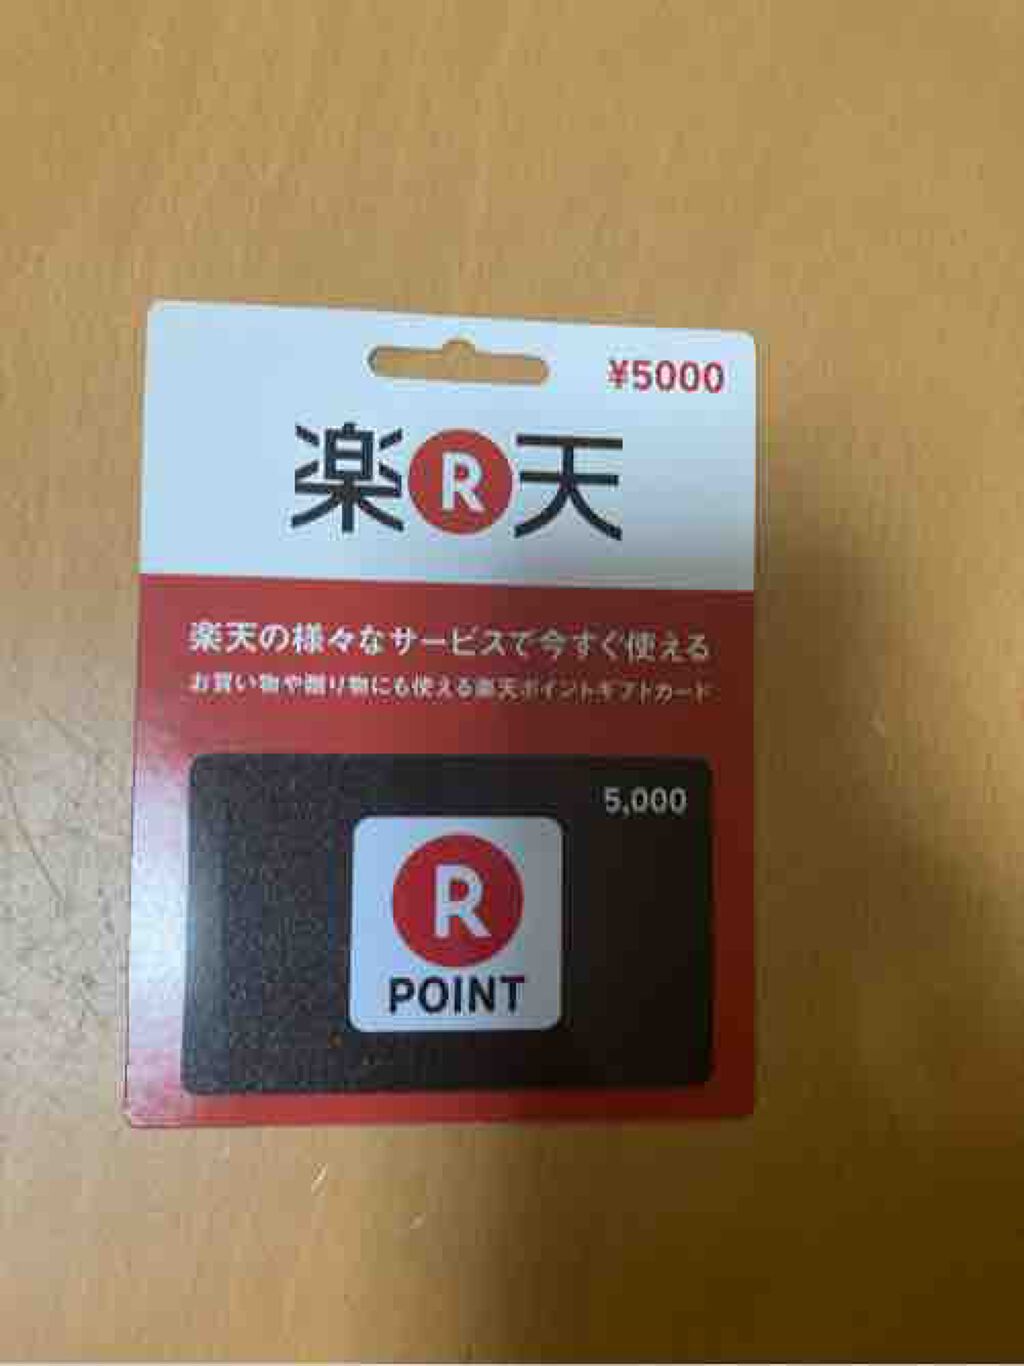 ¥5000
楽R天
楽天の様々なサービスで今すぐ使える
お買い物や贈り物にも使える楽天ポイントギフトカード
5,000
R
POINT